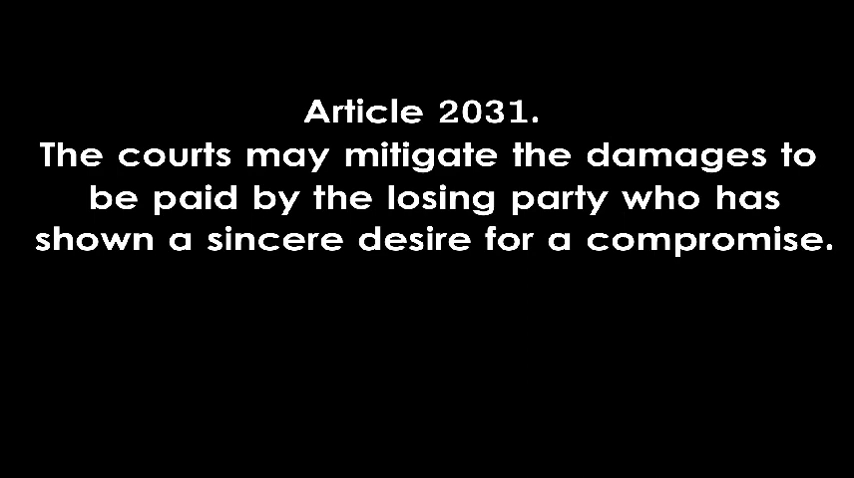 Article 2031.
The courts may mitigate the damages to
be paid by the losing party who has
shown a sincere desire for a compromise.